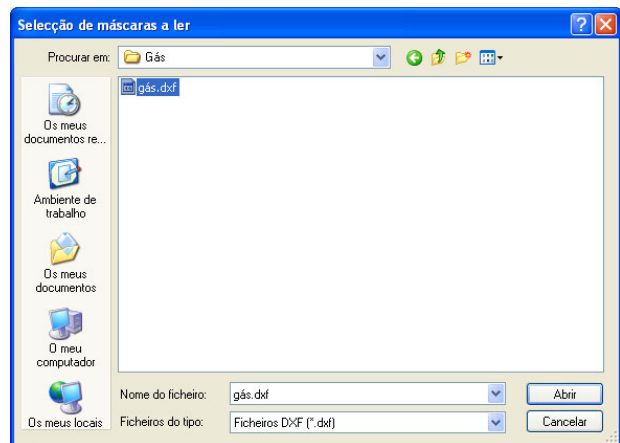 Selecção de máscaras a ler
Procurar em:
Gás
gás.dxf
Os meus
documentos re...
Ambiente de
trabalho
Os meus
documentos
O meu
computador
Os meus locais
Nome do ficheiro:
gás.dxf
Abrir
Ficheiros do tipo:
Ficheiros DXF (*.dxf)
Cancelar